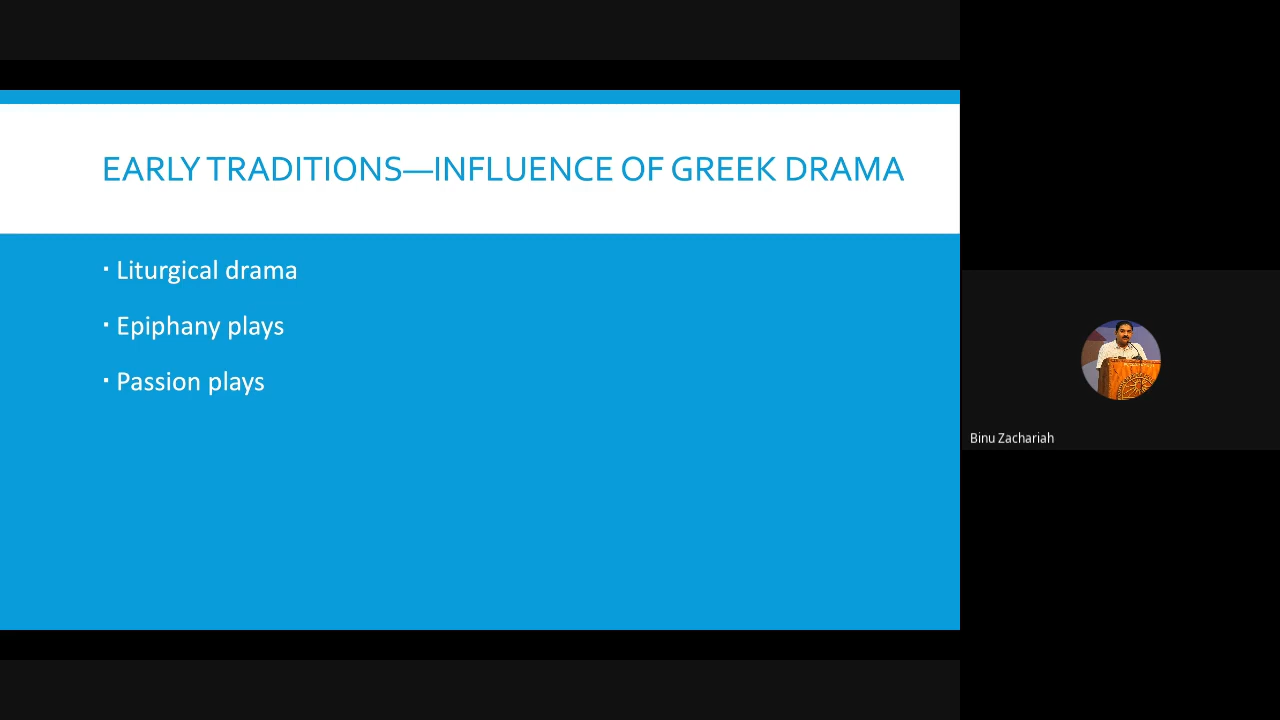 EARLY TRADITIONS—INFLUENCE OF GREEK DRAMA
▪ Liturgical drama
▪ Epiphany plays
▪ Passion plays
Binu Zachariah